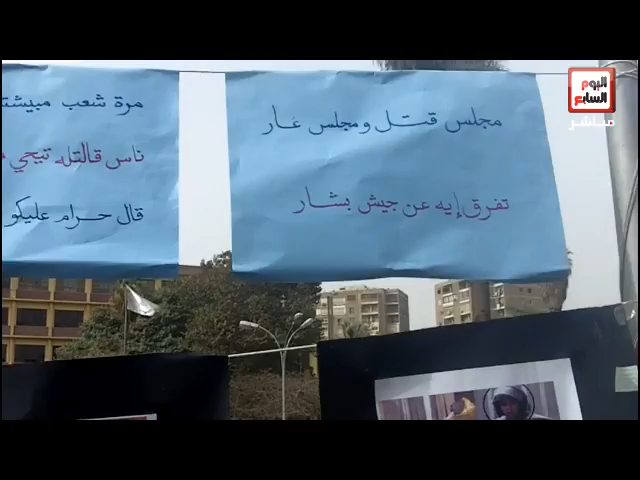 اليوم
السابع
مباشر
مجلس قتل ومجلس عار
تفرق إيه عن جيش بشار
مرة شعب
ناس قالتله تيجي
قال حرام عليكو